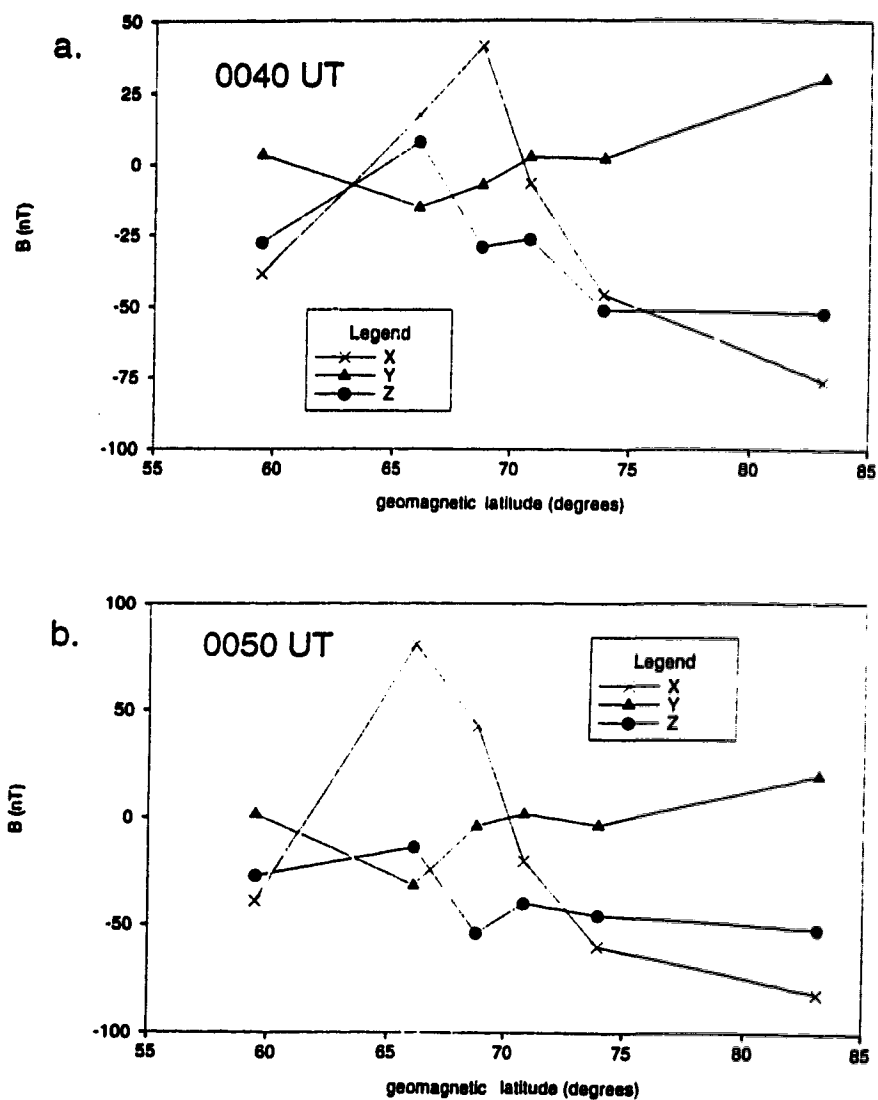 a.
0040 UT
50
25
0
-25
-50
-75
-100
B (nT)
Legend
X
Y
Z
55 60 65 70 75 80 85
geomagnetic latitude (degrees)
b.
0050 UT
100
50
0
-50
-100
B (nT)
Legend
X
Y
Z
55 60 65 70 75 80 85
geomagnetic latitude (degrees)